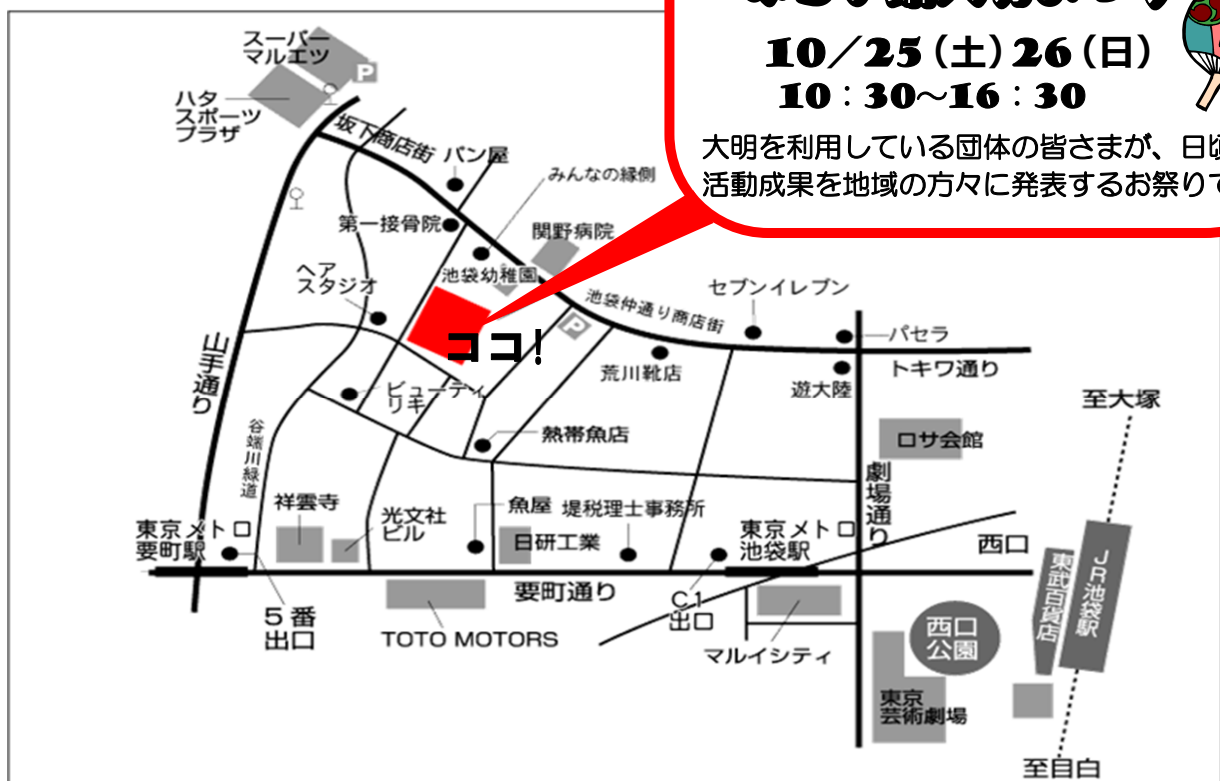 10/25(土)26(日)
10:30～16:30
大明を利用している団体の皆さまが、日頃
活動成果を地域の方々に発表するお祭りで
スーパー
マルエツ
P
ハタ
スポーツ
プラザ
坂下商店街
パン屋
みんなの縁側
第一接骨院
関野病院
池袋幼稚園
ヘア
スタジオ
池袋仲通り商店街
セブンイレブン
P
ココ!
パセラ
トキワ通り
山手通り
荒川靴店
遊大陸
ビューティ
リキ
至大塚
谷端川緑道
熱帯魚店
ロサ会館
劇場通り
祥雲寺
光文社
ビル
魚屋
堤税理士事務所
日研工業
東京メトロ
要町駅
東京メトロ
池袋駅
西口
JR池袋駅
東武百貨店
要町通り
5番
出口
C1
出口
TOTO MOTORS
マルイシティ
西口
公園
東京
芸術劇場
至目白